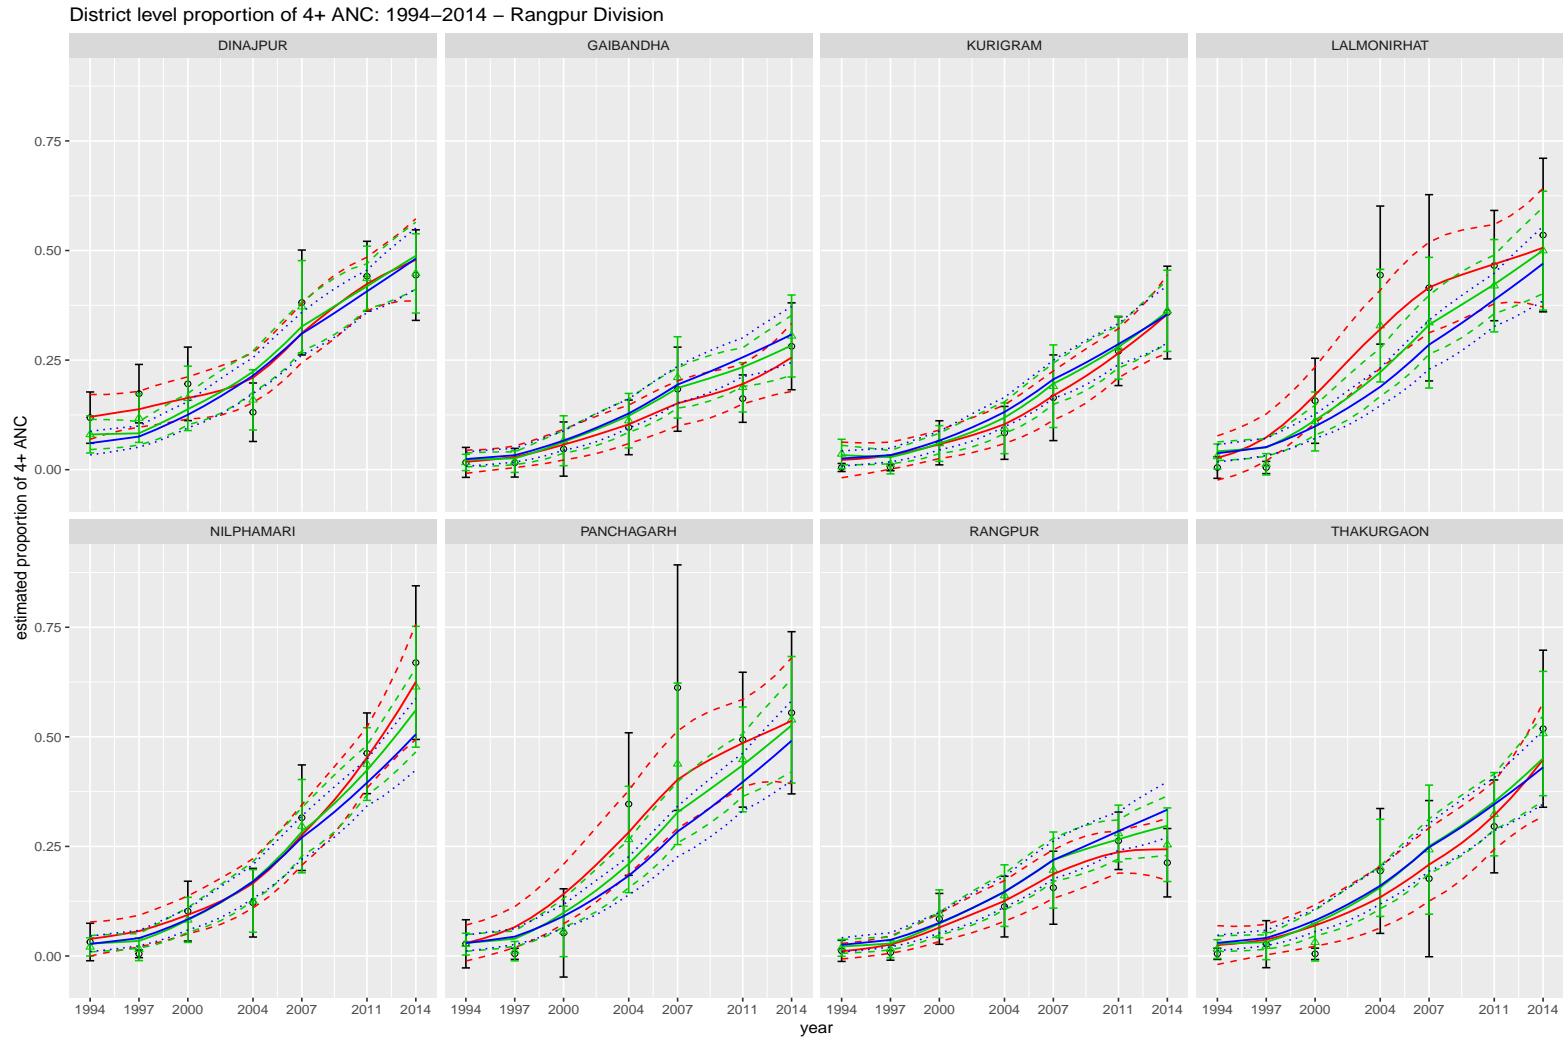 District level proportion of 4+ ANC: 1994–2014 – Rangpur Division
DINAJPUR GAIBANDHA KURIGRAM LALMONIRHAT
0.75
0.50
0.25
0.00
NILPHAMARI PANCHAGARH RANGPUR THAKURGAON
0.75
0.50
0.25
0.00
estimated proportion of 4+ ANC
1994 1997 2000 2004 2007 2011 2014 1994 1997 2000 2004 2007 2011 2014 1994 1997 2000 2004 2007 2011 2014 1994 1997 2000 2004 2007 2011 2014
year